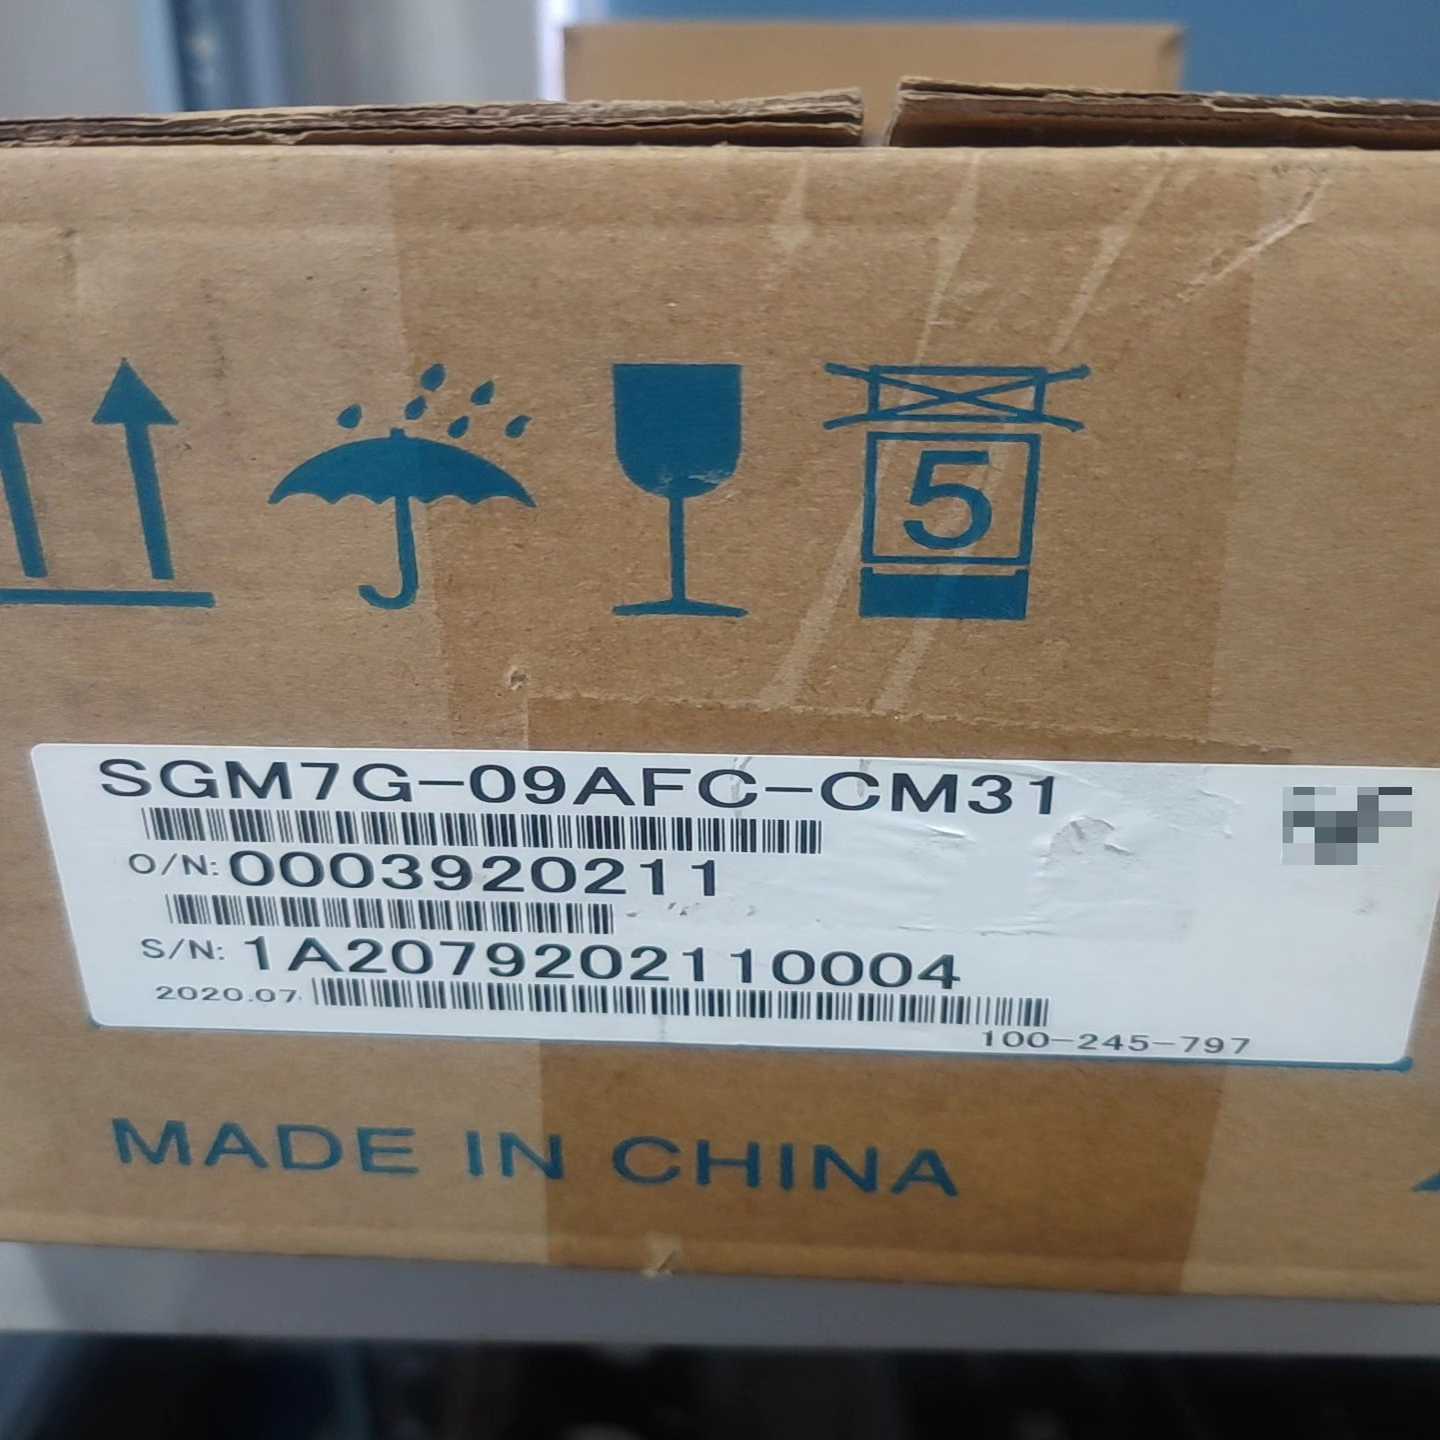 5
SGM7G-09AFC-CM31
O/N: 0003920211
S/N: 1A2079202110004
2020.07
100-245-797
MADE IN CHINA